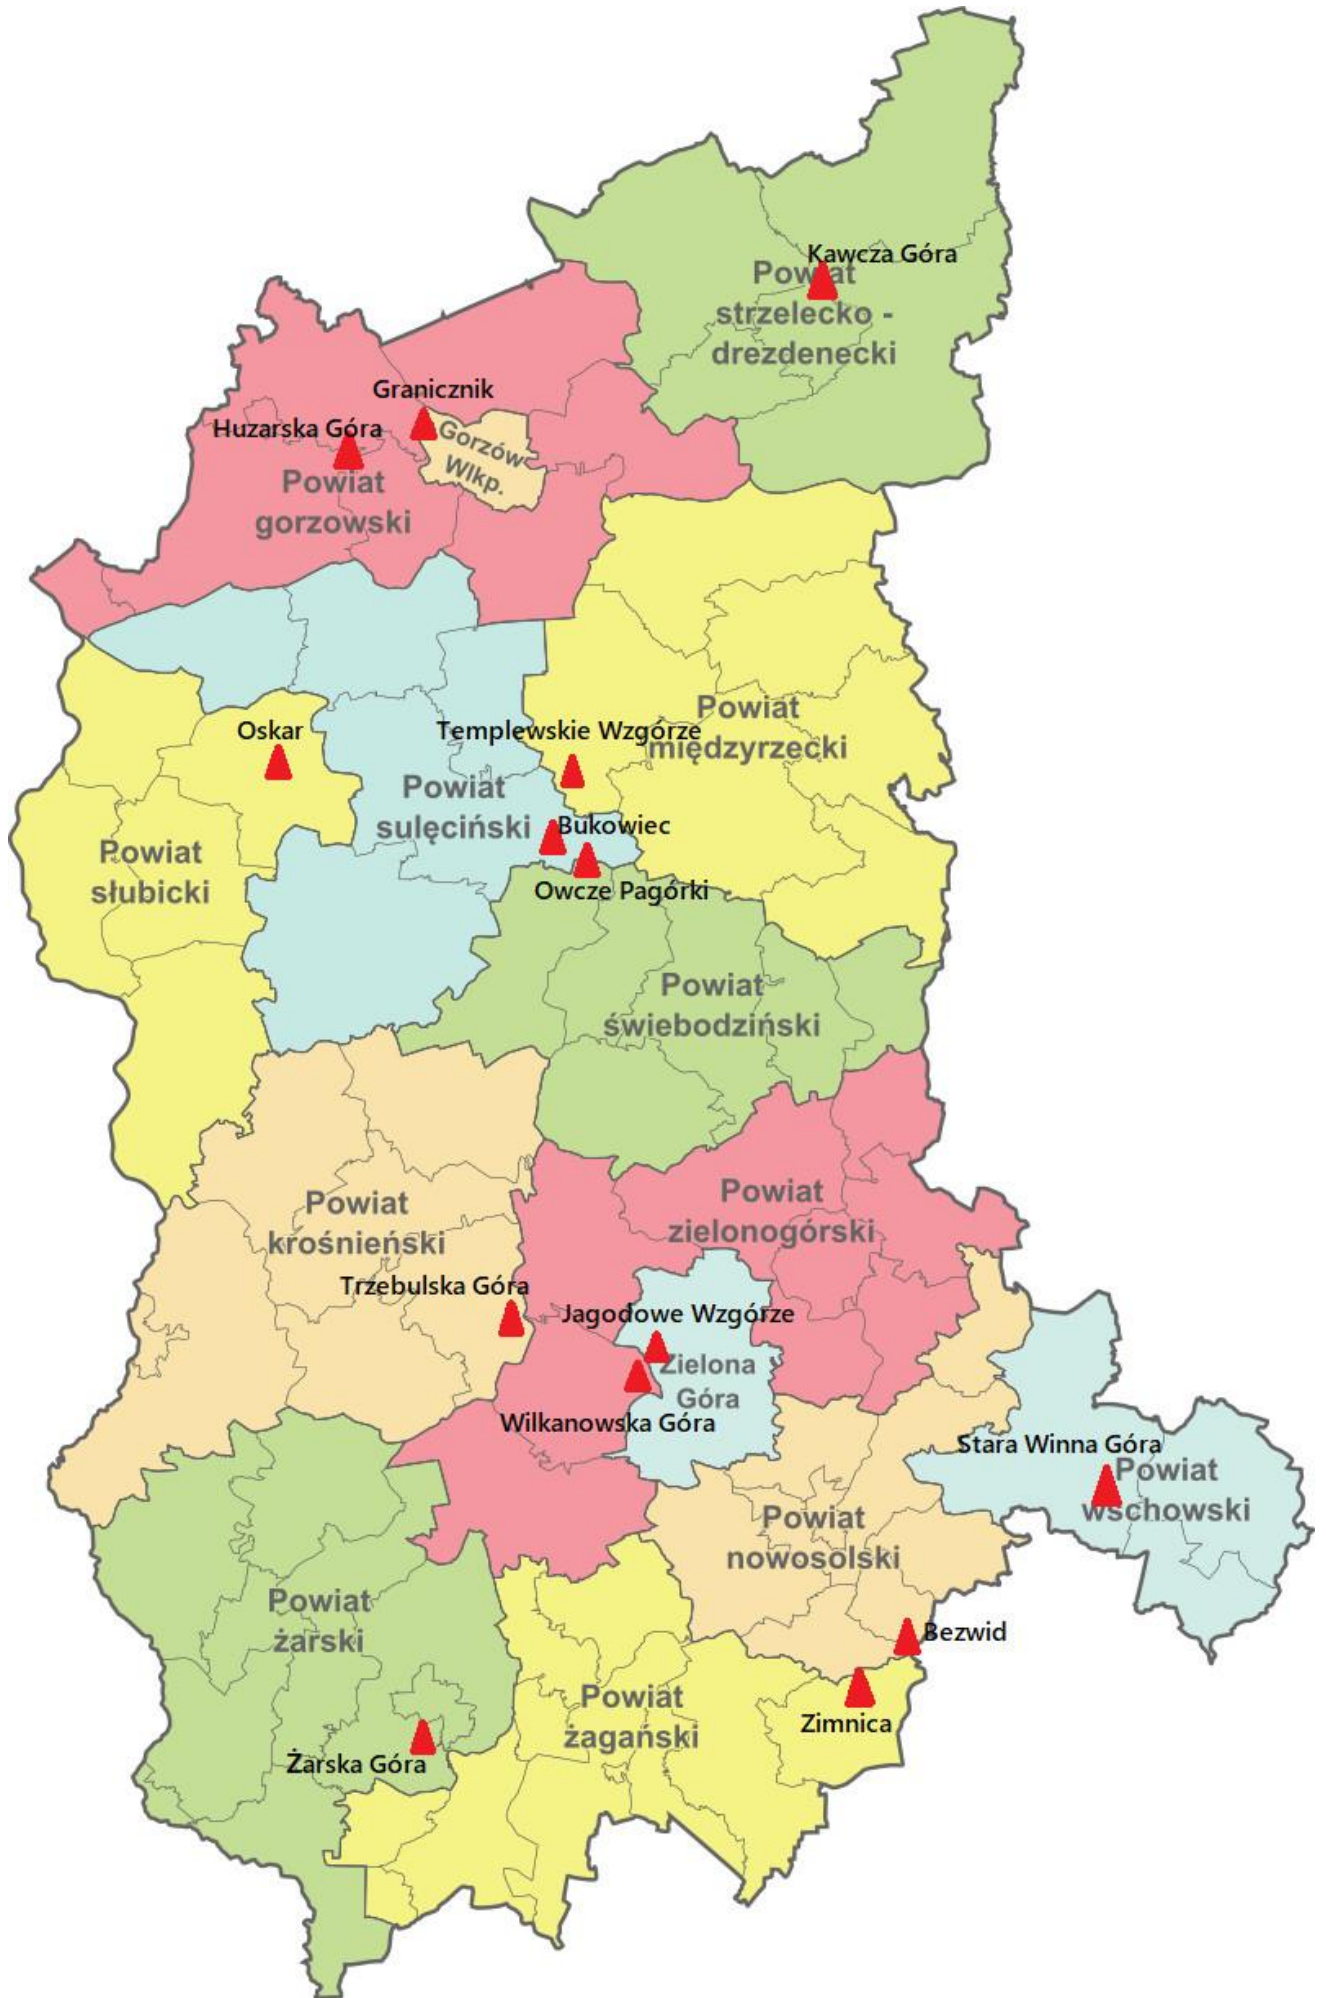 Kawcza Góra
Powiat
strzelecko -
drezdenecki
Granicznik
Huzarska Góra
Gorzów
Wlkp.
Powiat
gorzowski
Oskar
Templewskie Wzgórze
Powiat
międzyrzecki
Powiat
sulęciński
Bukowiec
Owcze Pagórki
Powiat
słubicki
Powiat
świebodziński
Powiat
krośnieński
Powiat
zielonogórski
Trzebulska Góra
Jagodowe Wzgórze
Zielona
Góra
Wilkanowska Góra
Stara Winna Góra
Powiat
wschowski
Powiat
nowosolski
Powiat
żarski
Bezwid
Powiat
żagański
Zimnica
Żarska Góra